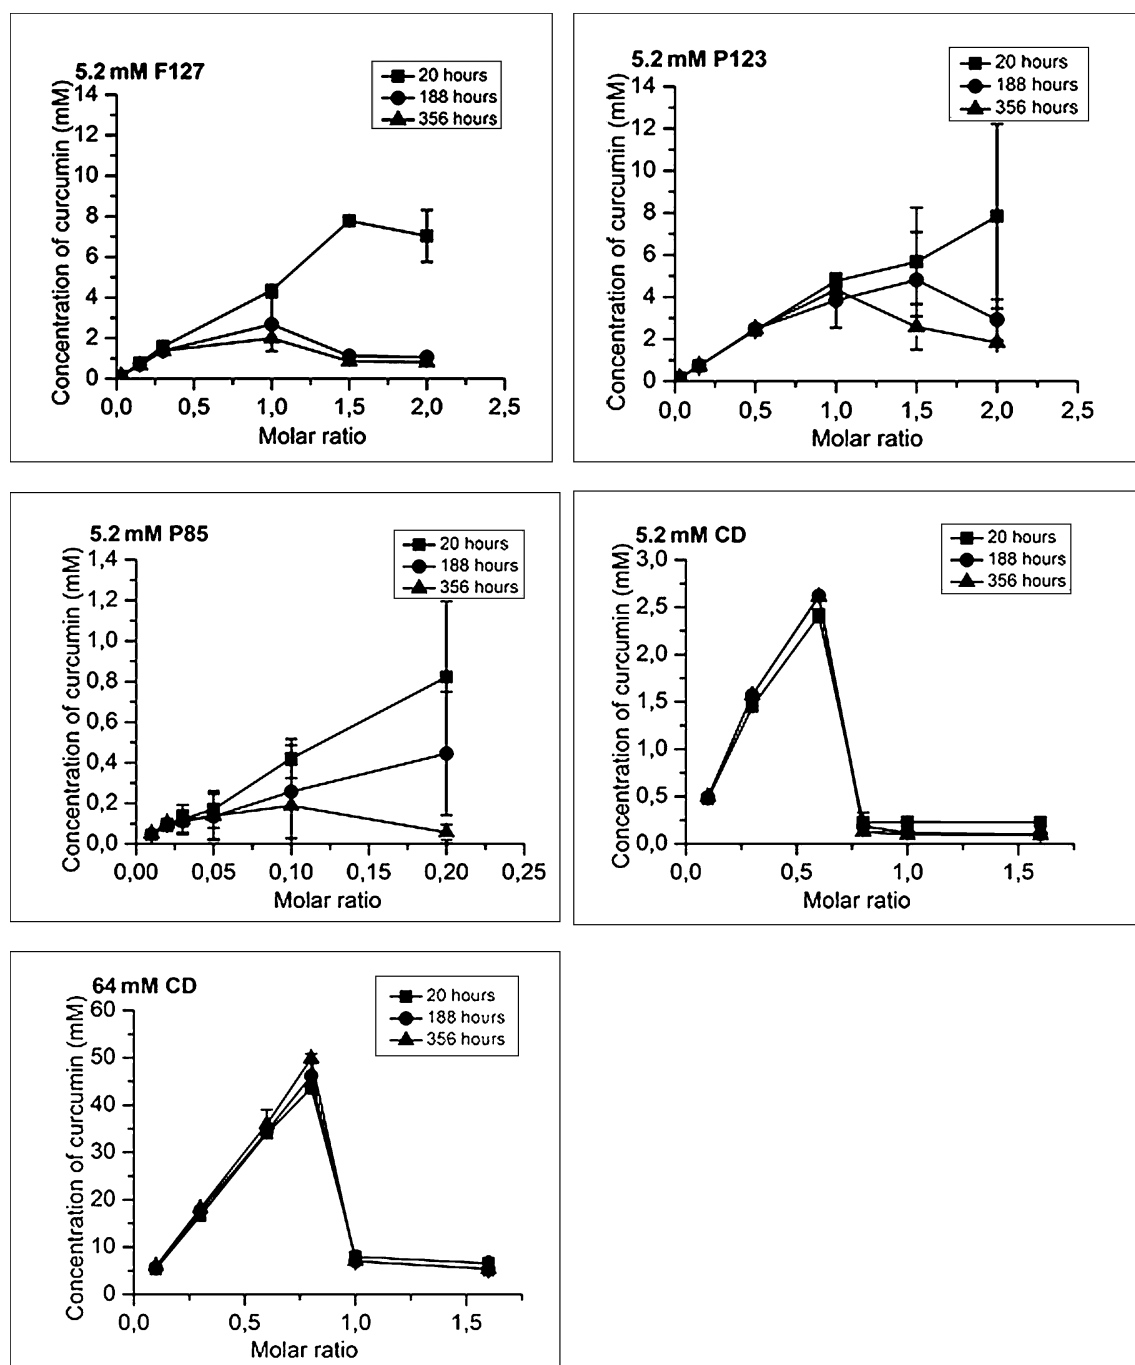 5.2 mM F127
20 hours
188 hours
356 hours
Concentration of curcumin (mM)
14
12
10
8
6
4
2
0
0,0 0,5 1,0 1,5 2,0 2,5
Molar ratio
5.2 mM P123
20 hours
188 hours
356 hours
Concentration of curcumin (mM)
14
12
10
8
6
4
2
0
0,0 0,5 1,0 1,5 2,0 2,5
Molar ratio
5.2 mM P85
20 hours
188 hours
356 hours
Concentration of curcumin (mM)
1,4
1,2
1,0
0,8
0,6
0,4
0,2
0,0
0,00 0,05 0,10 0,15 0,20 0,25
Molar ratio
5.2 mM CD
20 hours
188 hours
356 hours
Concentration of curcumin (mM)
3,0
2,5
2,0
1,5
1,0
0,5
0,0
0,0 0,5 1,0 1,5
Molar ratio
64 mM CD
20 hours
188 hours
356 hours
Concentration of curcumin (mM)
60
50
40
30
20
10
0
0,0 0,5 1,0 1,5
Molar ratio